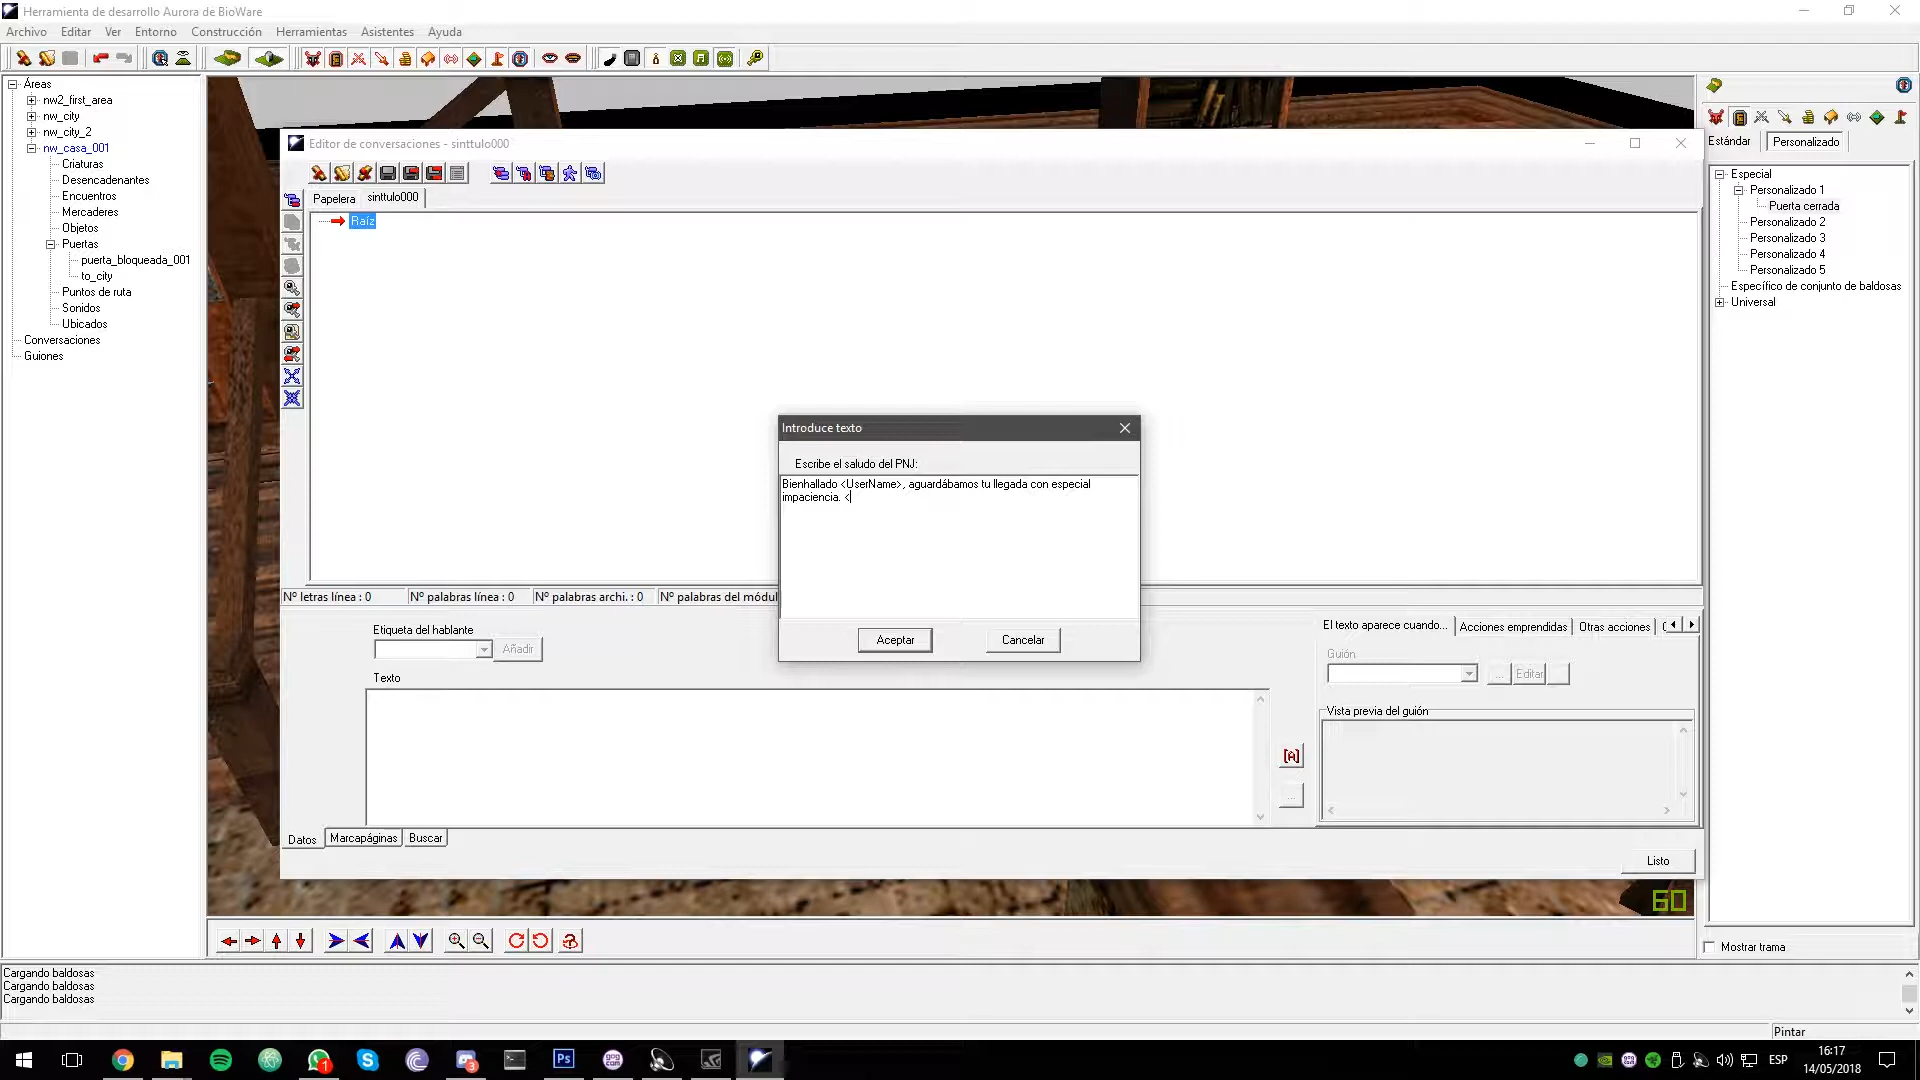 Herramienta de desarrollo Aurora de BioWare
Archivo Editar Ver Entorno Construcción Herramientas Asistentes Ayuda
Áreas
nw2_first_area
nw_city
nw_city_2
nw_casa_001
Criaturas
Desencadenantes
Encuentros
Mercaderes
Objetos
Puertas
puerta_bloqueada_001
to_city
Puntos de ruta
Sonidos
Ubicados
Conversaciones
Guiones
Editor de conversaciones - sinttulo000
Papelera sinttulo000
Raíz
Introduce texto
Escribe el saludo del PNJ:
Bienhallado <UserName>, aguardábamos tu llegada con especial
impaciencia. <
Aceptar Cancelar
Nº letras línea : 0 Nº palabras línea : 0 Nº palabras archi. : 0 Nº palabras del módul
Etiqueta del hablante
Añadir
Texto
[A]
...
El texto aparece cuando... Acciones emprendidas Otras acciones
Guión
... Editar
Vista previa del guión
Datos Marcapáginas Buscar
Listo
60
Estándar Personalizado
Especial
Personalizado 1
Puerta cerrada
Personalizado 2
Personalizado 3
Personalizado 4
Personalizado 5
Específico de conjunto de baldosas
Universal
Mostrar trama
Cargando baldosas
Cargando baldosas
Cargando baldosas
Pintar
1
3
Ps
gog
com
ESP
16:17
14/05/2018